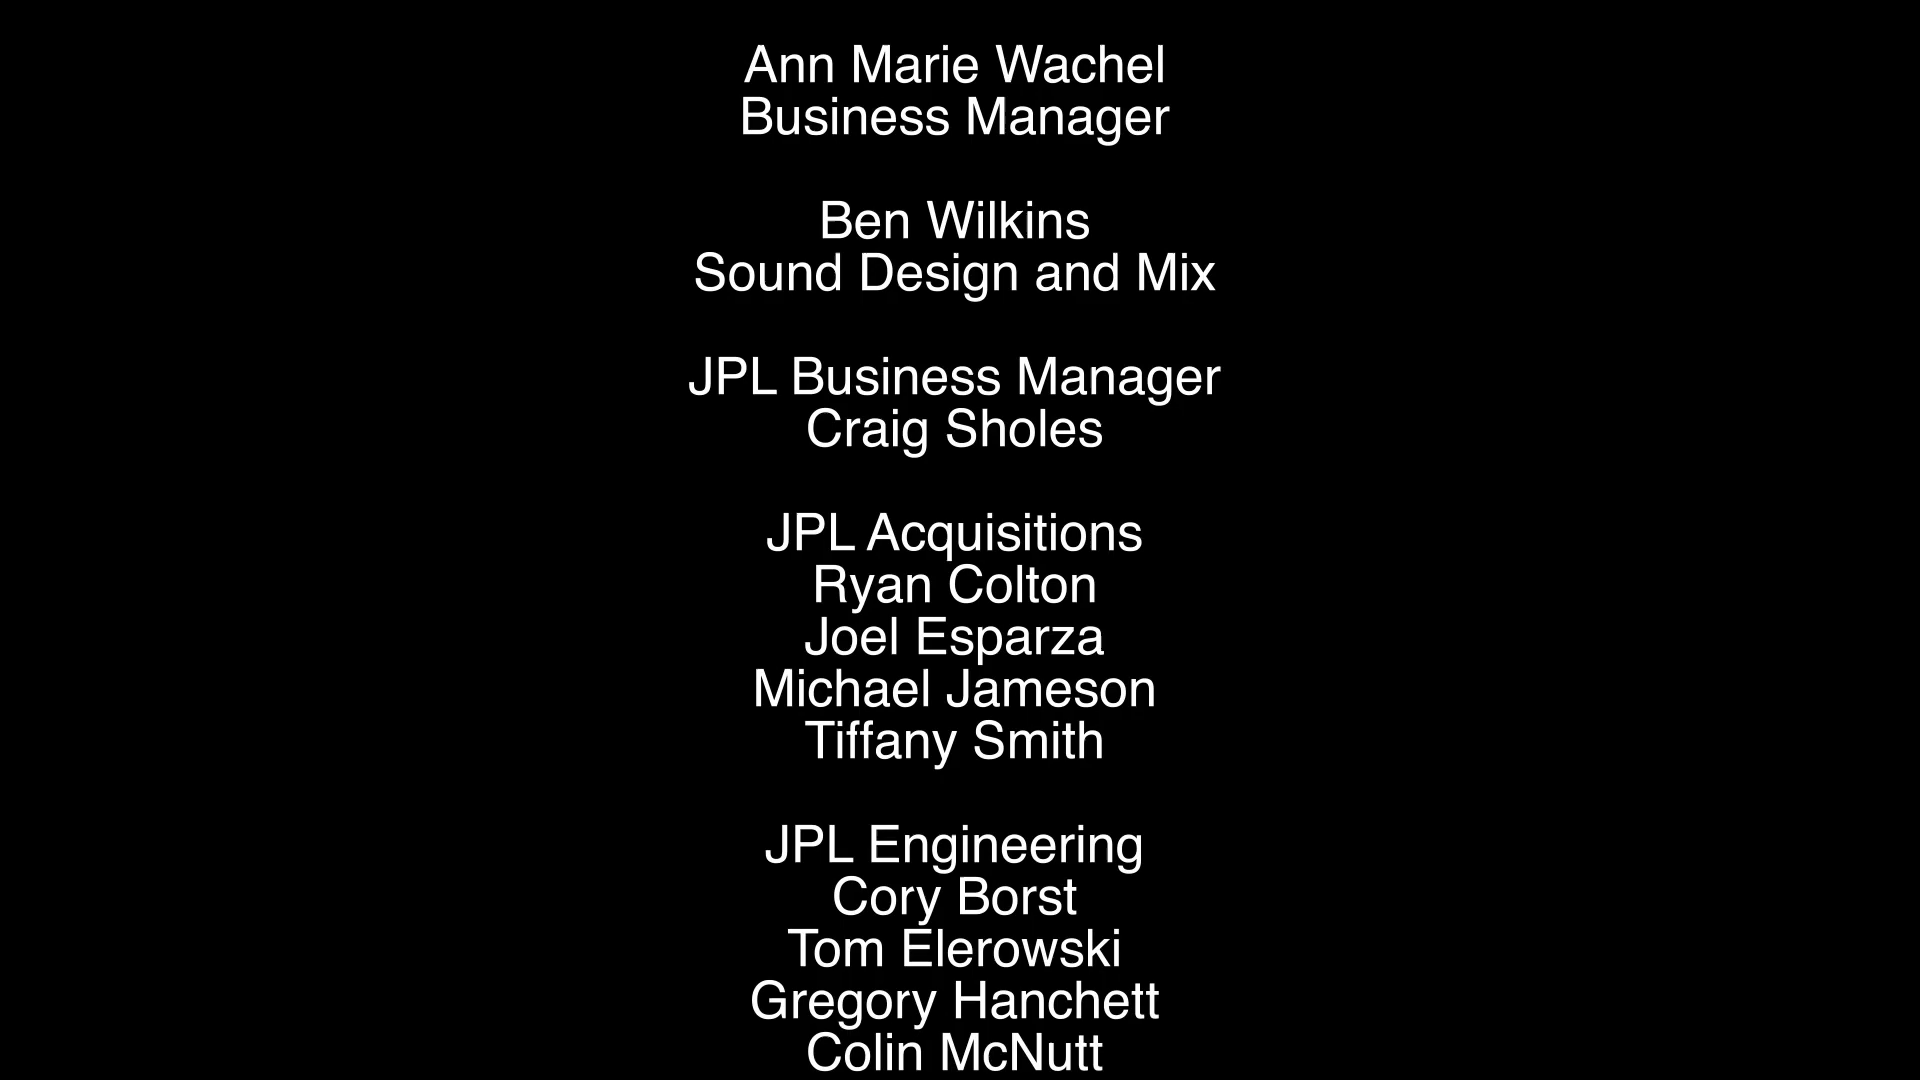 Ann Marie Wachel
Business Manager
Ben Wilkins
Sound Design and Mix
JPL Business Manager
Craig Sholes
JPL Acquisitions
Ryan Colton
Joel Esparza
Michael Jameson
Tiffany Smith
JPL Engineering
Cory Borst
Tom Elerowski
Gregory Hanchett
Colin McNutt